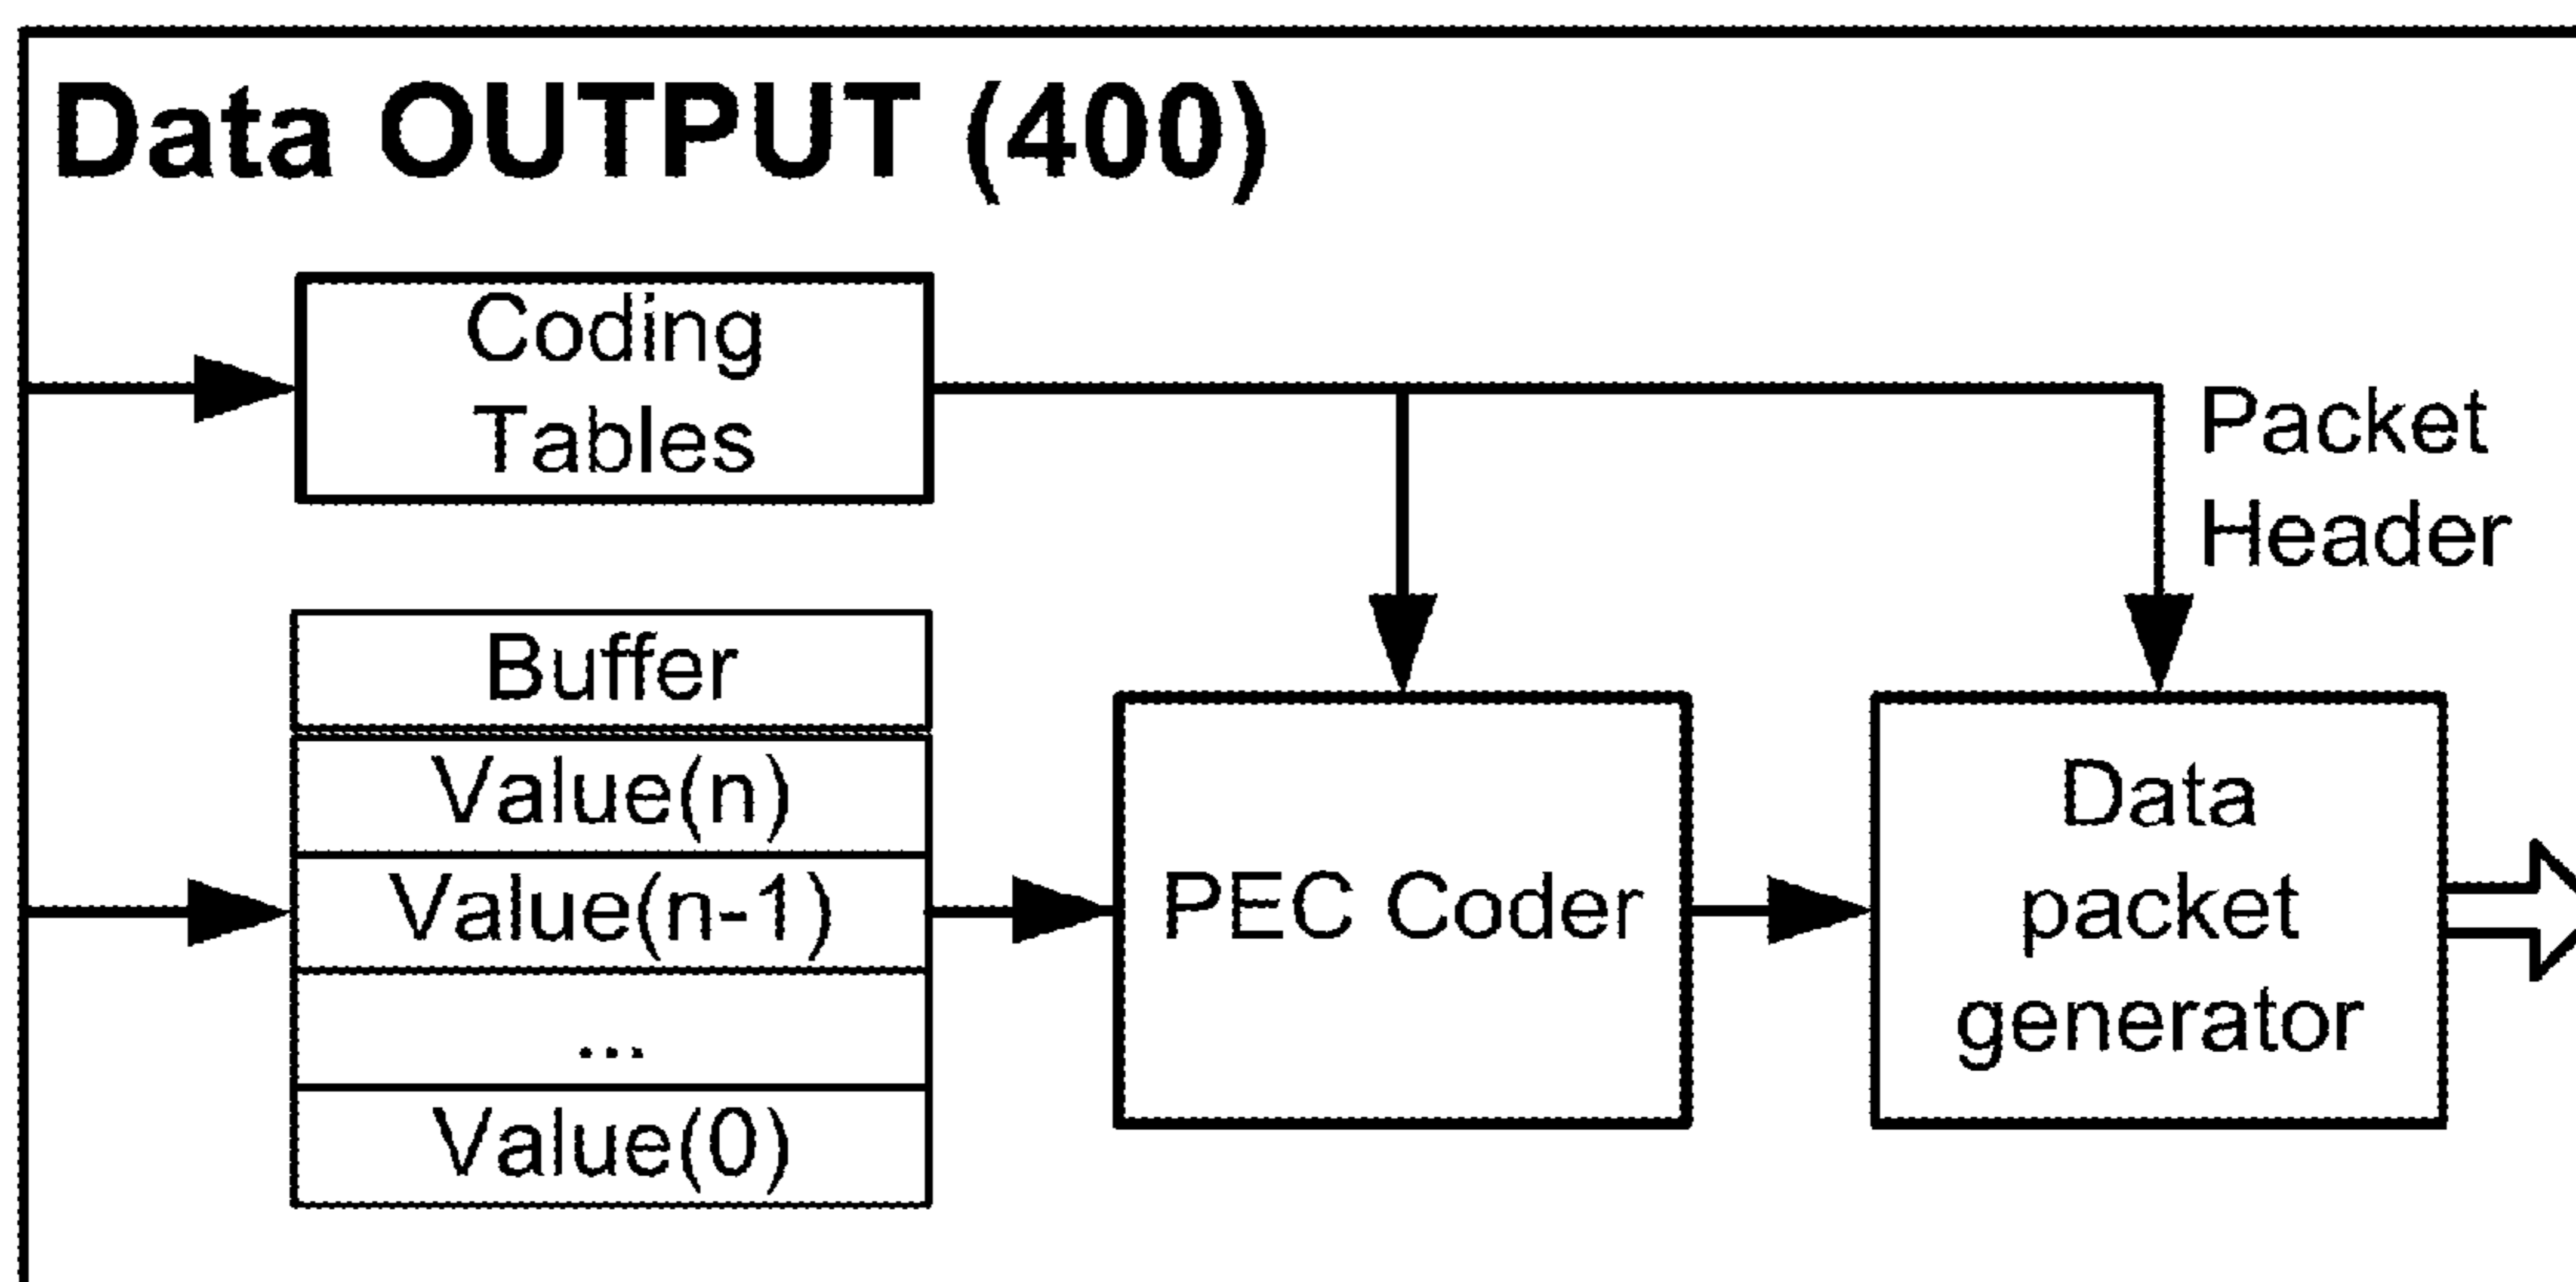 Data OUTPUT (400)
Coding
Tables
Packet
Header
Buffer
Value(n)
Value(n-1)
...
Value(0)
PEC Coder
Data
packet
generator